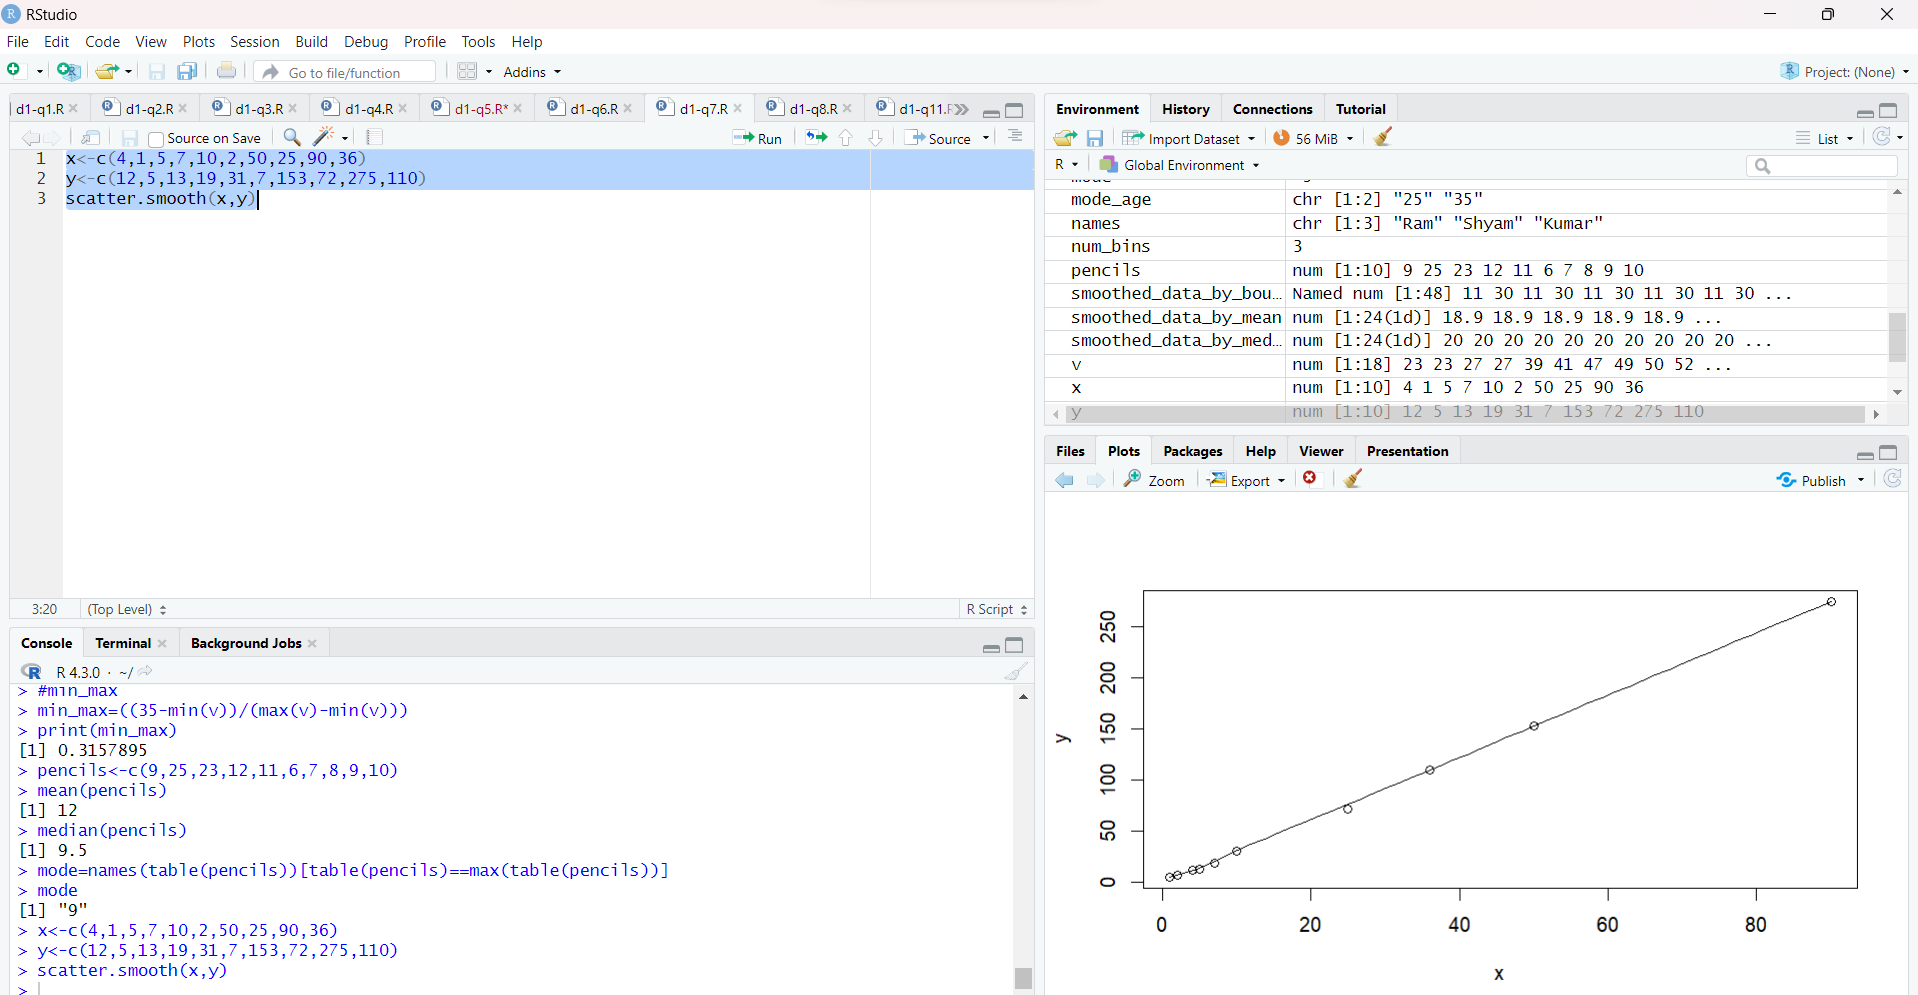 RStudio
File Edit Code View Plots Session Build Debug Profile Tools Help
Go to file/function Addins Project: (None)
d1-q1.R d1-q2.R d1-q3.R d1-q4.R d1-q5.R* d1-q6.R d1-q7.R d1-q8.R d1-q11.R
Source on Save Run Source
1 x<-c(4,1,5,7,10,2,50,25,90,36)
2 y<-c(12,5,13,19,31,7,153,72,275,110)
3 scatter.smooth(x,y)
3:20 (Top Level) R Script
Console Terminal Background Jobs
R R 4.3.0 · ~/
> #min_max
> min_max=((35-min(v))/(max(v)-min(v)))
> print(min_max)
[1] 0.3157895
> pencils<-c(9,25,23,12,11,6,7,8,9,10)
> mean(pencils)
[1] 12
> median(pencils)
[1] 9.5
> mode=names(table(pencils))[table(pencils)==max(table(pencils))]
> mode
[1] "9"
> x<-c(4,1,5,7,10,2,50,25,90,36)
> y<-c(12,5,13,19,31,7,153,72,275,110)
> scatter.smooth(x,y)
>
Environment History Connections Tutorial
Import Dataset 56 MiB List
R Global Environment
mode_age chr [1:2] "25" "35"
names chr [1:3] "Ram" "Shyam" "Kumar"
num_bins 3
pencils num [1:10] 9 25 23 12 11 6 7 8 9 10
smoothed_data_by_bou… Named num [1:48] 11 30 11 30 11 30 11 30 11 30 ...
smoothed_data_by_mean num [1:24(1d)] 18.9 18.9 18.9 18.9 18.9 ...
smoothed_data_by_med… num [1:24(1d)] 20 20 20 20 20 20 20 20 20 20 ...
v num [1:18] 23 23 27 27 39 41 47 49 50 52 ...
x num [1:10] 4 1 5 7 10 2 50 25 90 36
y num [1:10] 12 5 13 19 31 7 153 72 275 110
Files Plots Packages Help Viewer Presentation
Zoom Export Publish
250
200
150
100
50
0
y
0 20 40 60 80
x